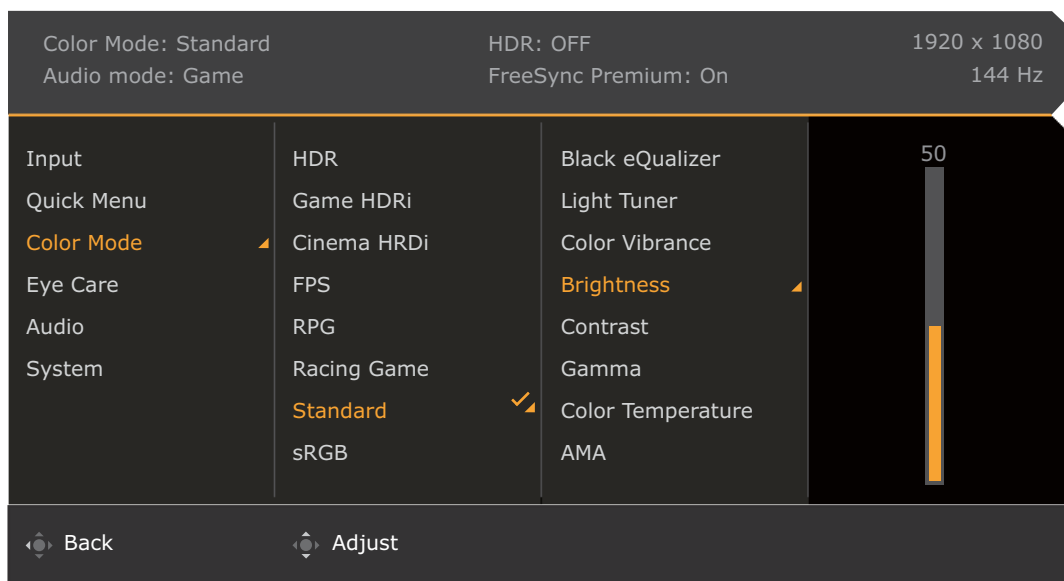 Color Mode: Standard
HDR: OFF
1920 x 1080
Audio mode: Game
FreeSync Premium: On
144 Hz
Input
Quick Menu
Color Mode
Eye Care
Audio
System
HDR
Game HDRi
Cinema HRDi
FPS
RPG
Racing Game
Standard
sRGB
Black eQualizer
Light Tuner
Color Vibrance
Brightness
Contrast
Gamma
Color Temperature
AMA
50
Back
Adjust